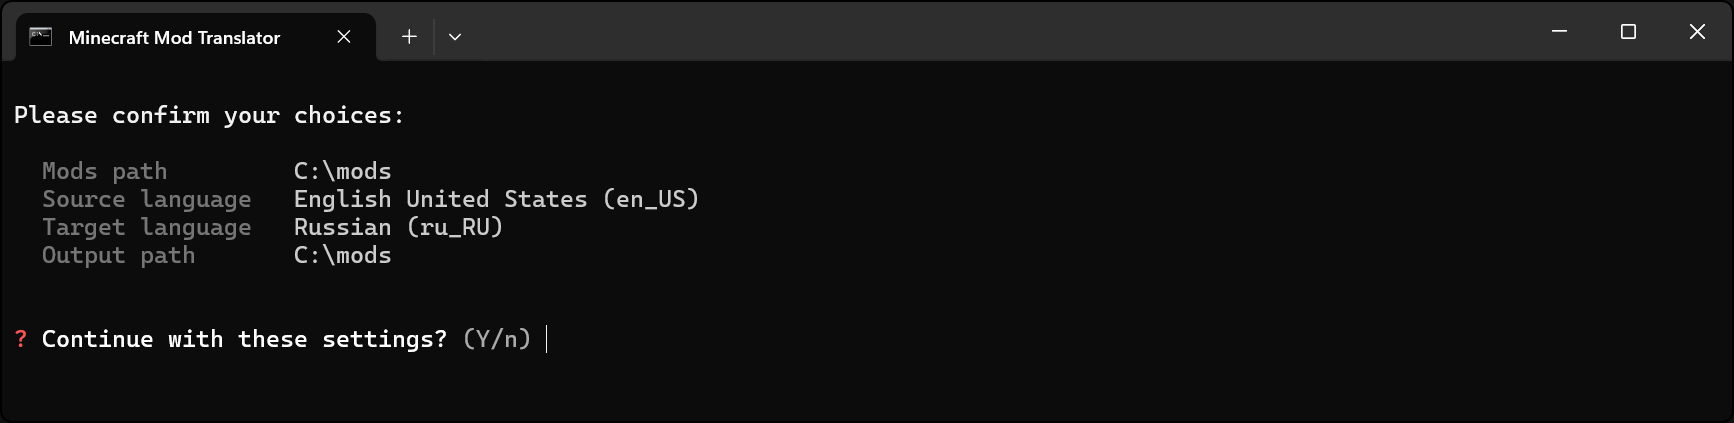 Minecraft Mod Translator
Please confirm your choices:
Mods path C:\mods
Source language English United States (en_US)
Target language Russian (ru_RU)
Output path C:\mods
? Continue with these settings? (Y/n)